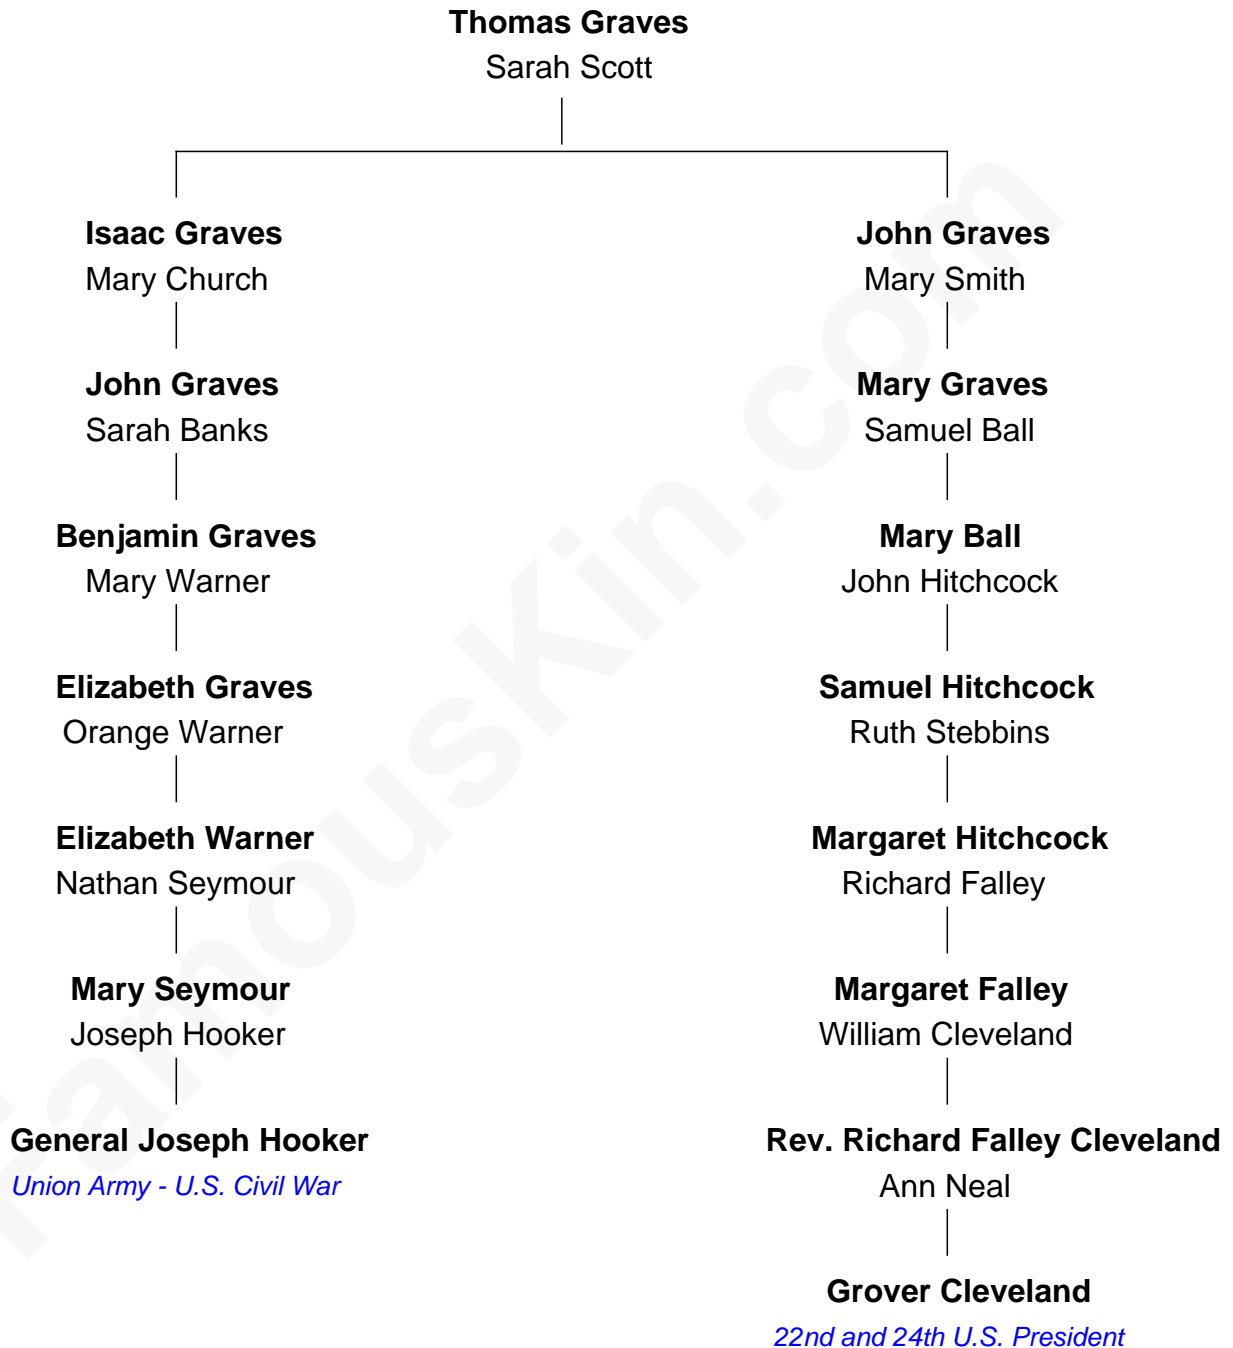 Thomas Graves
Sarah Scott
Isaac Graves
Mary Church
John Graves
Mary Smith
John Graves
Sarah Banks
Mary Graves
Samuel Ball
Benjamin Graves
Mary Warner
Mary Ball
John Hitchcock
Elizabeth Graves
Orange Warner
Samuel Hitchcock
Ruth Stebbins
Elizabeth Warner
Nathan Seymour
Margaret Hitchcock
Richard Falley
Mary Seymour
Joseph Hooker
Margaret Falley
William Cleveland
General Joseph Hooker
Union Army - U.S. Civil War
Rev. Richard Falley Cleveland
Ann Neal
Grover Cleveland
22nd and 24th U.S. President
FamousKin.com